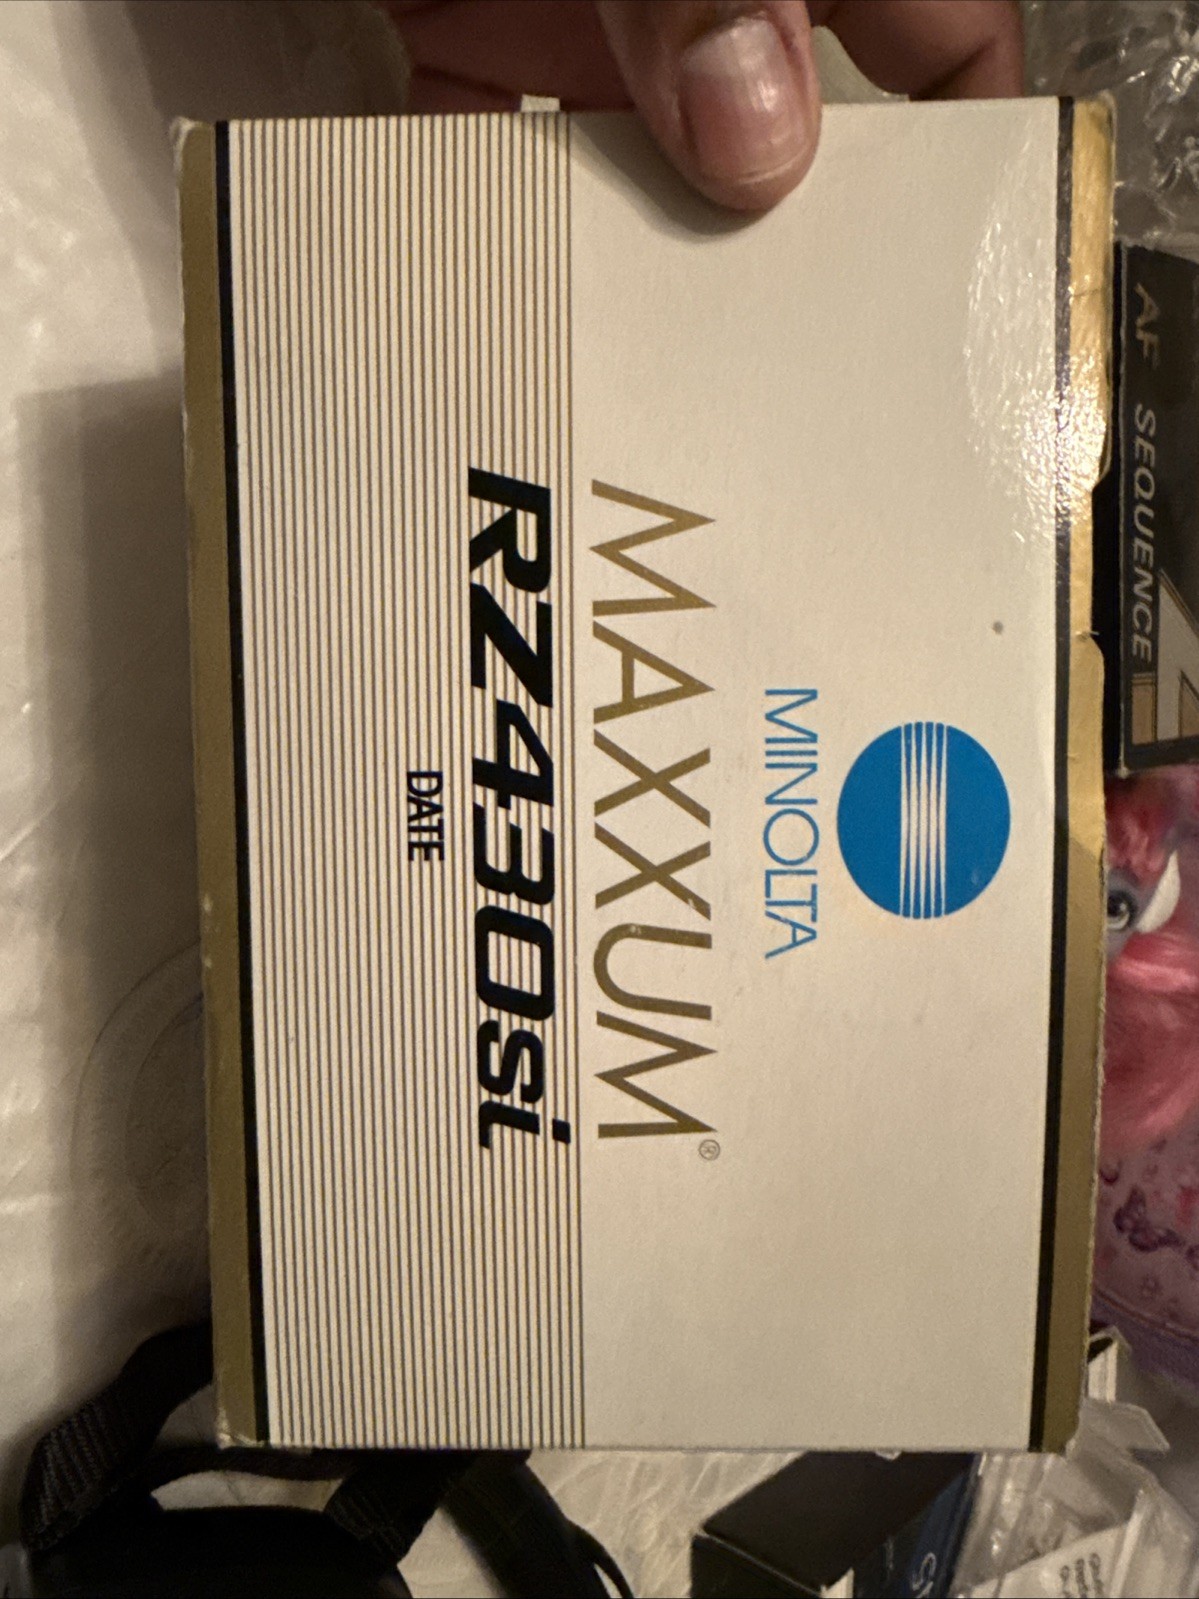 MINOLTA
MAXXUM®
RZ430si
DATE
AF SEQUENCE